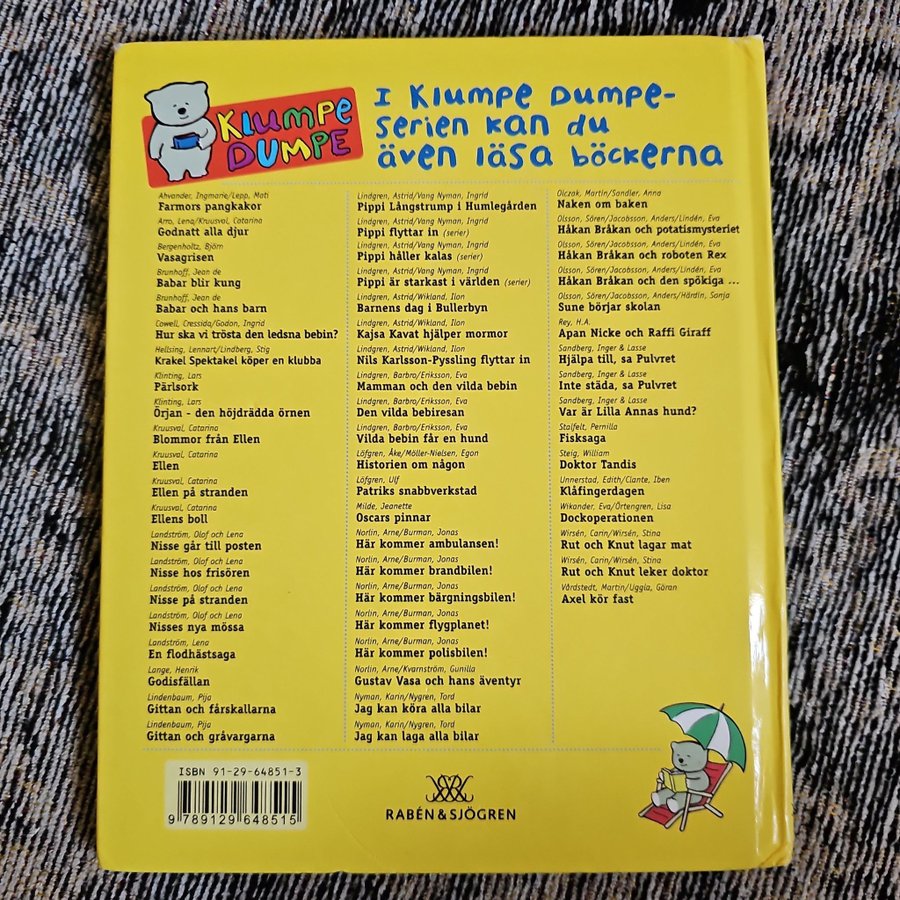 KLUMPE
DUMPE
I KLUMPE DUMPE-
serien kan du
även läsa böckerna
Ahvander, Ingmarie/Lepp, Mati
Farmors pangkakor
Arro, Lena/Kruusval, Catarina
Godnatt alla djur
Bergenholtz, Björn
Vasagrisen
Brunhoff, Jean de
Babar blir kung
Brunhoff, Jean de
Babar och hans barn
Cowell, Cressida/Godon, Ingrid
Hur ska vi trösta den ledsna bebin?
Hellsing, Lennart/Lindberg, Stig
Krakel Spektakel köper en klubba
Klinting, Lars
Pärlsork
Klinting, Lars
Örjan - den höjdrädda örnen
Kruusval, Catarina
Blommor från Ellen
Kruusval, Catarina
Ellen
Kruusval, Catarina
Ellen på stranden
Kruusval, Catarina
Ellens boll
Landström, Olof och Lena
Nisse går till posten
Landström, Olof och Lena
Nisse hos frisören
Landström, Olof och Lena
Nisse på stranden
Landström, Olof och Lena
Nisses nya mössa
Landström, Lena
En flodhästsaga
Lange, Henrik
Godisfällan
Lindenbaum, Pija
Gittan och fårskallarna
Lindenbaum, Pija
Gittan och gråvargarna
Lindgren, Astrid/Vang Nyman, Ingrid
Pippi Långstrump i Humlegården
Lindgren, Astrid/Vang Nyman, Ingrid
Pippi flyttar in (serier)
Lindgren, Astrid/Vang Nyman, Ingrid
Pippi håller kalas (serier)
Lindgren, Astrid/Vang Nyman, Ingrid
Pippi är starkast i världen (serier)
Lindgren, Astrid/Wikland, Ilon
Barnens dag i Bullerbyn
Lindgren, Astrid/Wikland, Ilon
Kajsa Kavat hjälper mormor
Lindgren, Astrid/Wikland, Ilon
Nils Karlsson-Pyssling flyttar in
Lindgren, Barbro/Eriksson, Eva
Mamman och den vilda bebin
Lindgren, Barbro/Eriksson, Eva
Den vilda bebiresan
Lindgren, Barbro/Eriksson, Eva
Vilda bebin får en hund
Löfgren, Åke/Möller-Nielsen, Egon
Historien om någon
Löfgren, Ulf
Patriks snabbverkstad
Milde, Jeanette
Oscars pinnar
Norlin, Arne/Burman, Jonas
Här kommer ambulansen!
Norlin, Arne/Burman, Jonas
Här kommer brandbilen!
Norlin, Arne/Burman, Jonas
Här kommer bärgningsbilen!
Norlin, Arne/Burman, Jonas
Här kommer flygplanet!
Norlin, Arne/Burman, Jonas
Här kommer polisbilen!
Norlin, Arne/Kvarnström, Gunilla
Gustav Vasa och hans äventyr
Nyman, Karin/Nygren, Tord
Jag kan köra alla bilar
Nyman, Karin/Nygren, Tord
Jag kan laga alla bilar
Olczak, Martin/Sandler, Anna
Naken om baken
Olsson, Sören/Jacobsson, Anders/Lindén, Eva
Håkan Bråkan och potatismysteriet
Olsson, Sören/Jacobsson, Anders/Lindén, Eva
Håkan Bråkan och roboten Rex
Olsson, Sören/Jacobsson, Anders/Lindén, Eva
Håkan Bråkan och den spökiga ...
Olsson, Sören/Jacobsson, Anders/Härdin, Sonja
Sune börjar skolan
Rey, H.A.
Apan Nicke och Raffi Giraff
Sandberg, Inger & Lasse
Hjälpa till, sa Pulvret
Sandberg, Inger & Lasse
Inte städa, sa Pulvret
Sandberg, Inger & Lasse
Var är Lilla Annas hund?
Stalfelt, Pernilla
Fisksaga
Steig, William
Doktor Tandis
Unnerstad, Edith/Clante, Iben
Klåfingerdagen
Wikander, Eva/Örtengren, Lisa
Dockoperationen
Wirsén, Carin/Wirsén, Stina
Rut och Knut lagar mat
Wirsén, Carin/Wirsén, Stina
Rut och Knut leker doktor
Vårdstedt, Martin/Uggla, Göran
Axel kör fast
ISBN 91-29-64851-3
9 789129 648515
RABÉN & SJÖGREN